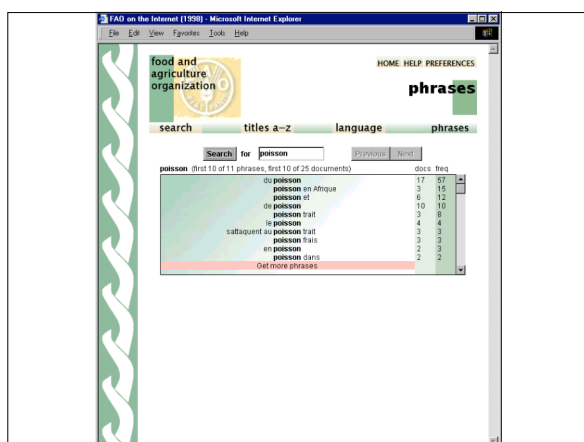 FAO on the Internet (1998) - Microsoft Internet Explorer
File Edit View Favorites Tools Help
food and
agriculture
organization
HOME HELP PREFERENCES
phrases
search titles a–z language phrases
Search for poisson Previous Next
poisson (first 10 of 11 phrases, first 10 of 25 documents) docs freq
du poisson 17 57
poisson en Afrique 3 15
poisson et 6 12
de poisson 10 10
poisson trait 3 8
le poisson 4 4
sattaquent au poisson trait 3 3
poisson frais 3 3
en poisson 2 3
poisson dans 2 2
Get more phrases